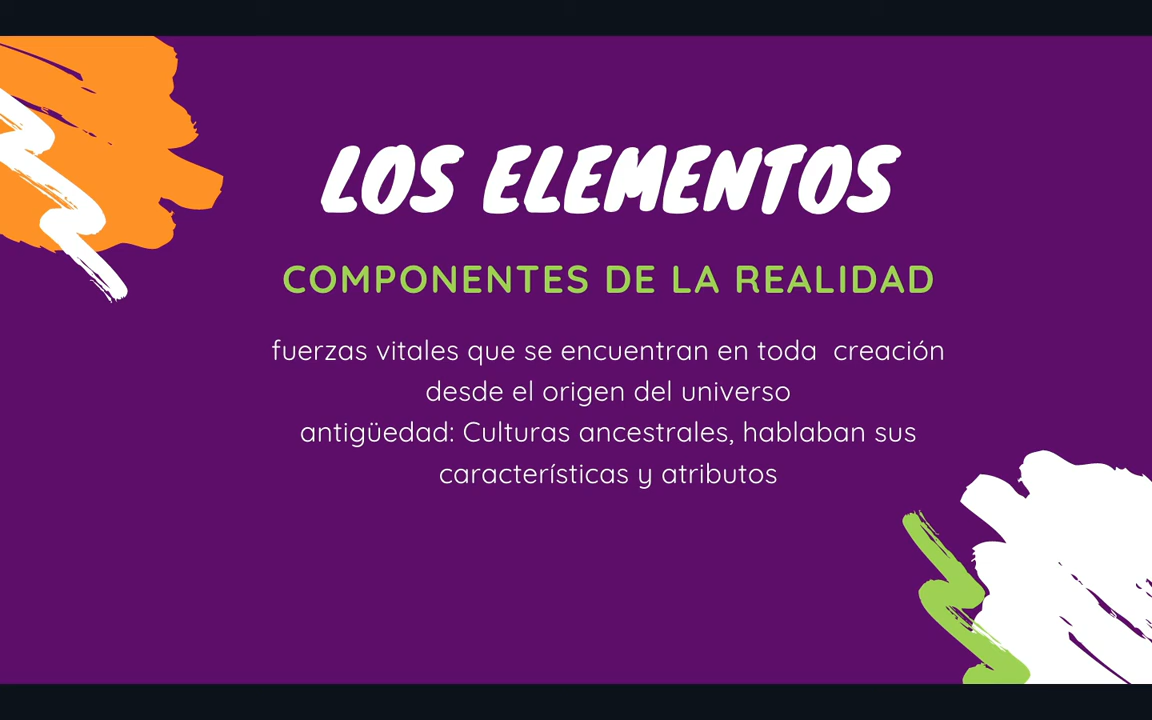 LOS ELEMENTOS
COMPONENTES DE LA REALIDAD
fuerzas vitales que se encuentran en toda  creación
desde el origen del universo
antigüedad: Culturas ancestrales, hablaban sus
características y atributos